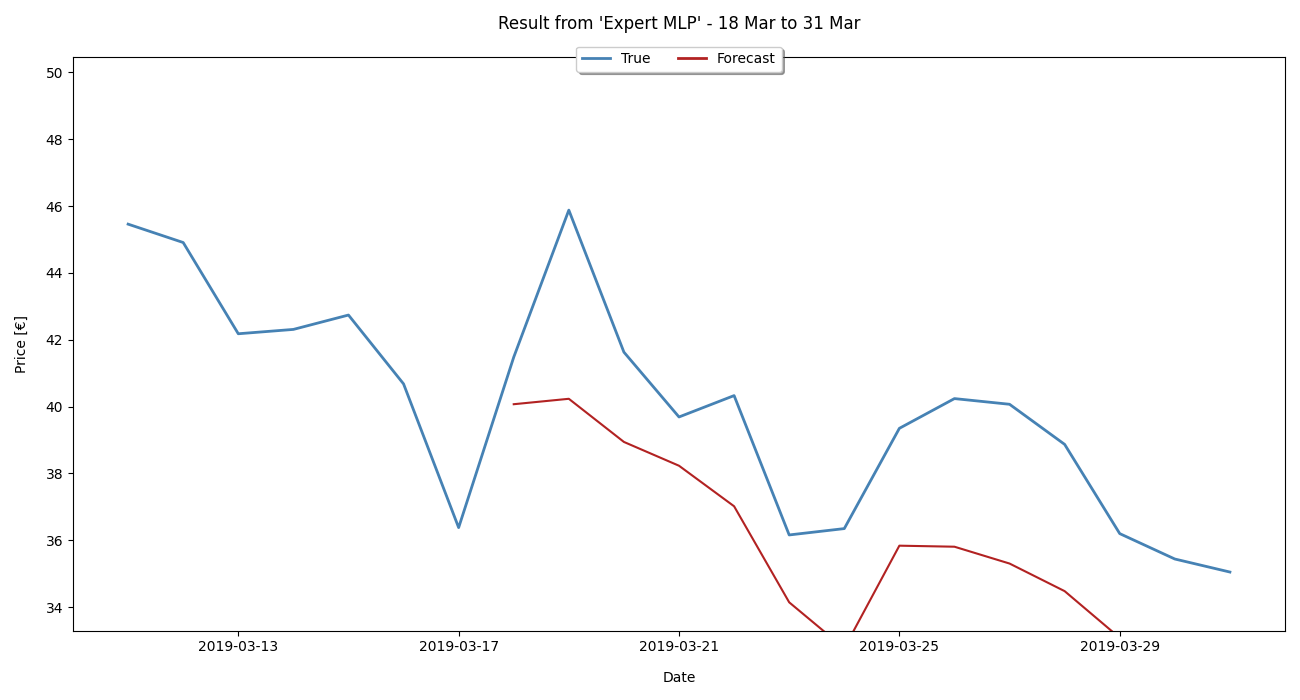 Result from 'Expert MLP' - 18 Mar to 31 Mar
True Forecast
50
48
46
44
42
40
38
36
34
Price [€]
2019-03-13 2019-03-17 2019-03-21 2019-03-25 2019-03-29
Date